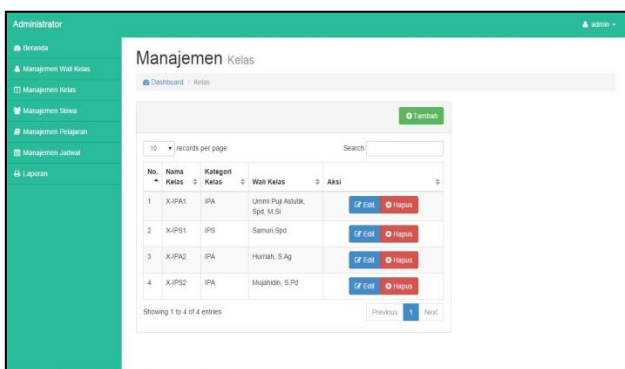 Administrator
admin
Beranda
Manajemen Wali Kelas
Manajemen Kelas
Manajemen Siswa
Manajemen Pelajaran
Manajemen Jadwal
Laporan
Manajemen Kelas
Dashboard / Kelas
Tambah
10 records per page Search:
No. Nama Kelas Kategori Kelas Wali Kelas Aksi
1 X-IPA1 IPA Ummi Puji Astutik, Edit Hapus
Spd, M.Si
2 X-IPS1 IPS Samuri,Spd Edit Hapus
3 X-IPA2 IPA Hurriah, S.Ag Edit Hapus
4 X-IPS2 IPA Mujahidin, S.Pd Edit Hapus
Showing 1 to 4 of 4 entries Previous 1 Next